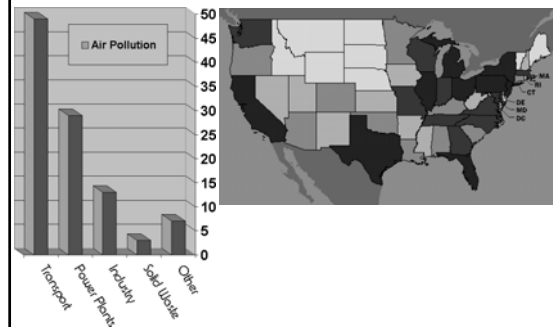 Air Pollution
50
45
40
35
30
25
20
15
10
5
0
Transport
Power Plants
Industry
Solid Waste
Other
MA
RI
CT
DE
MD
DC